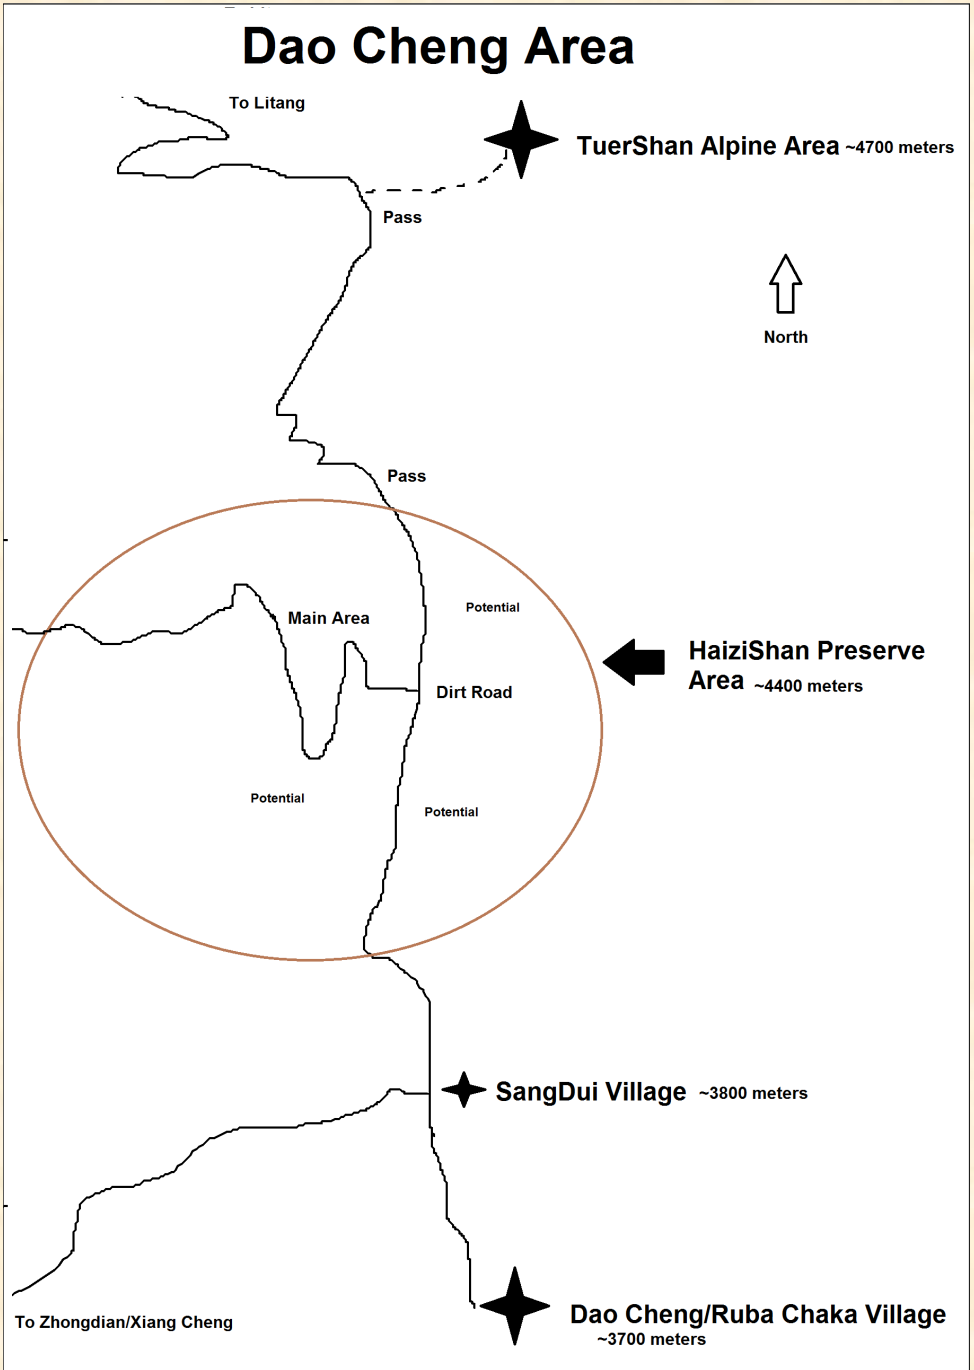 Dao Cheng Area
To Litang
TuerShan Alpine Area ~4700 meters
Pass
North
Pass
Potential
Main Area
HaiziShan Preserve
Area ~4400 meters
Dirt Road
Potential
Potential
SangDui Village ~3800 meters
Dao Cheng/Ruba Chaka Village
To Zhongdian/Xiang Cheng
~3700 meters